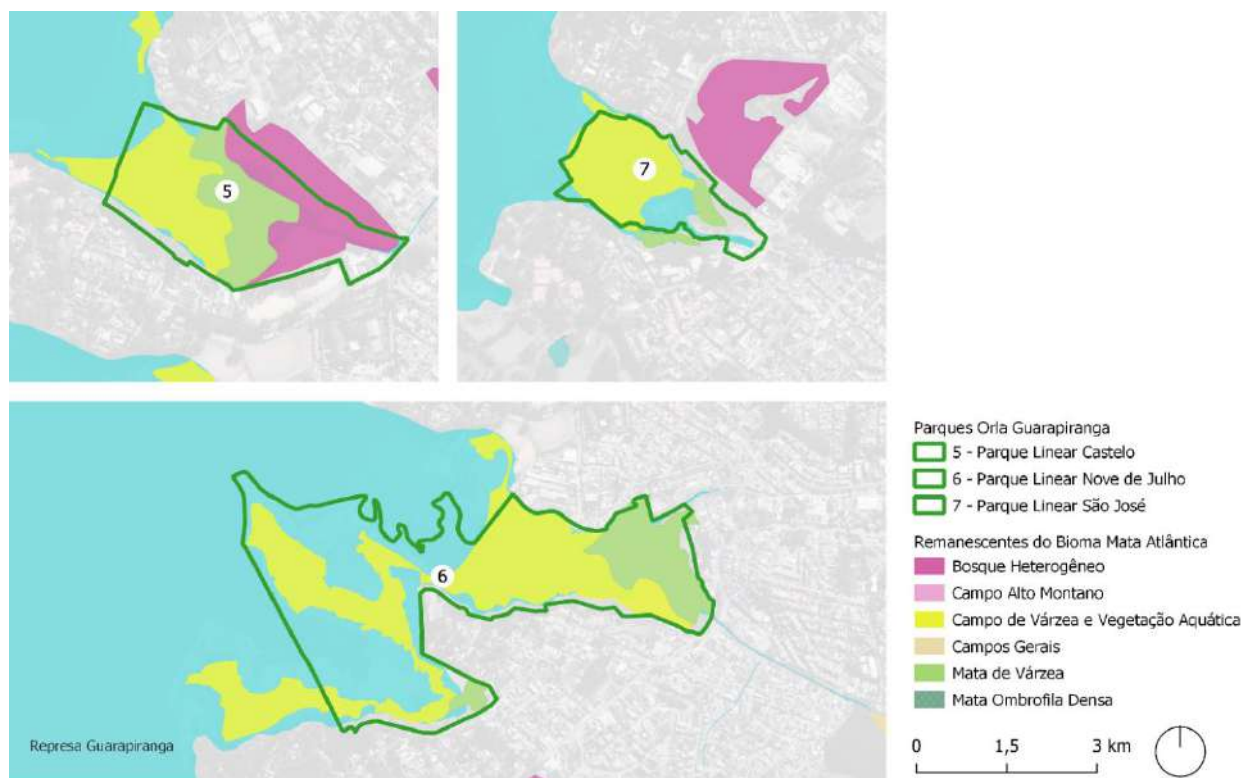 5
7
6
Represa Guarapiranga
Parques Orla Guarapiranga
5 - Parque Linear Castelo
6 - Parque Linear Nove de Julho
7 - Parque Linear São José
Remanescentes do Bioma Mata Atlântica
Bosque Heterogêneo
Campo Alto Montano
Campo de Várzea e Vegetação Aquática
Campos Gerais
Mata de Várzea
Mata Ombrofila Densa
0 1,5 3 km